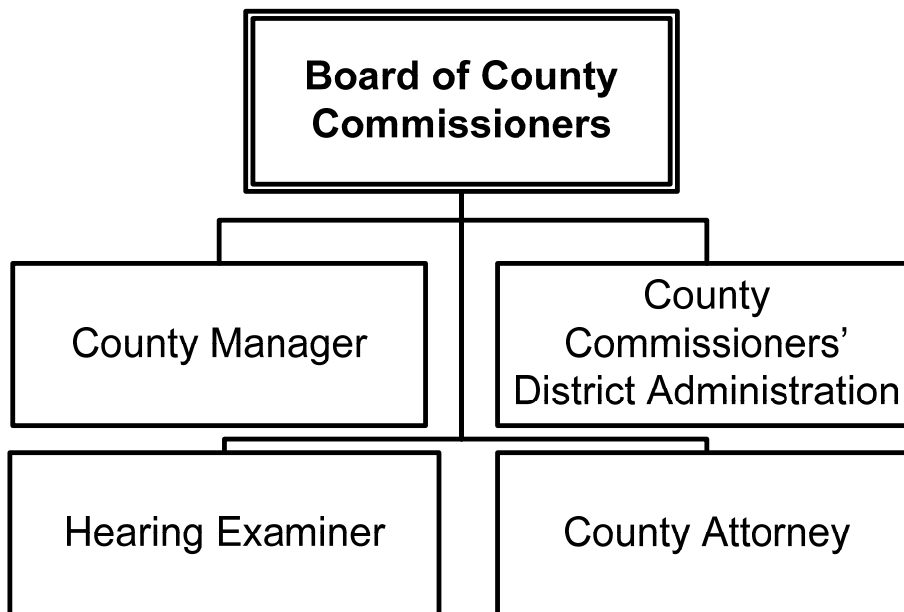 Board of County
Commissioners
County Manager
County
Commissioners’
District Administration
Hearing Examiner
County Attorney